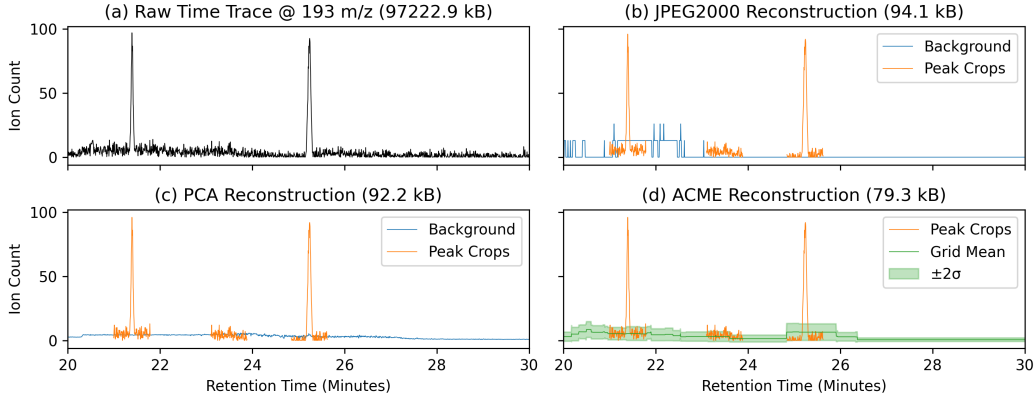 (a) Raw Time Trace @ 193 m/z (97222.9 kB)
100
50
0
Ion Count
(b) JPEG2000 Reconstruction (94.1 kB)
Background
Peak Crops
(c) PCA Reconstruction (92.2 kB)
100
50
0
Ion Count
Background
Peak Crops
20 22 24 26 28 30
Retention Time (Minutes)
(d) ACME Reconstruction (79.3 kB)
Peak Crops
Grid Mean
±2σ
20 22 24 26 28 30
Retention Time (Minutes)